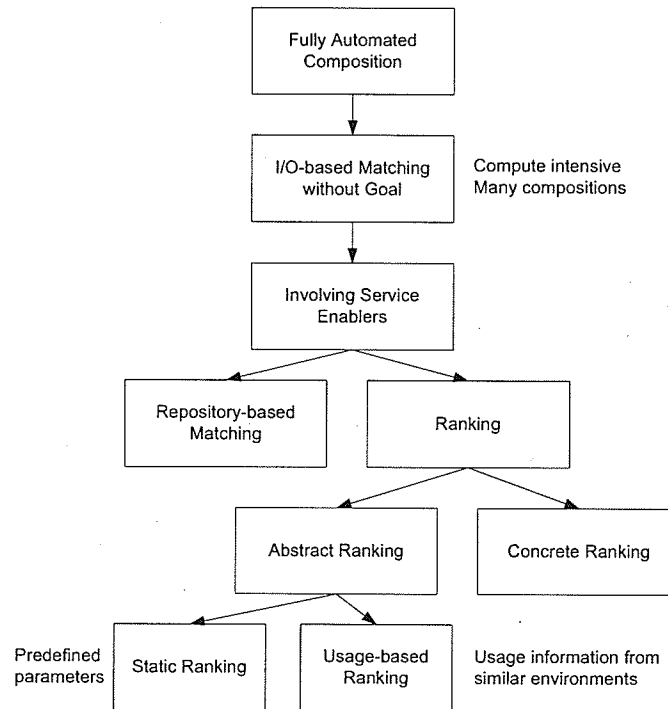 Fully Automated
Composition
I/O-based Matching
without Goal
Compute intensive
Many compositions
Involving Service
Enablers
Repository-based
Matching
Ranking
Abstract Ranking
Concrete Ranking
Predefined
parameters
Static Ranking
Usage-based
Ranking
Usage information from
similar environments